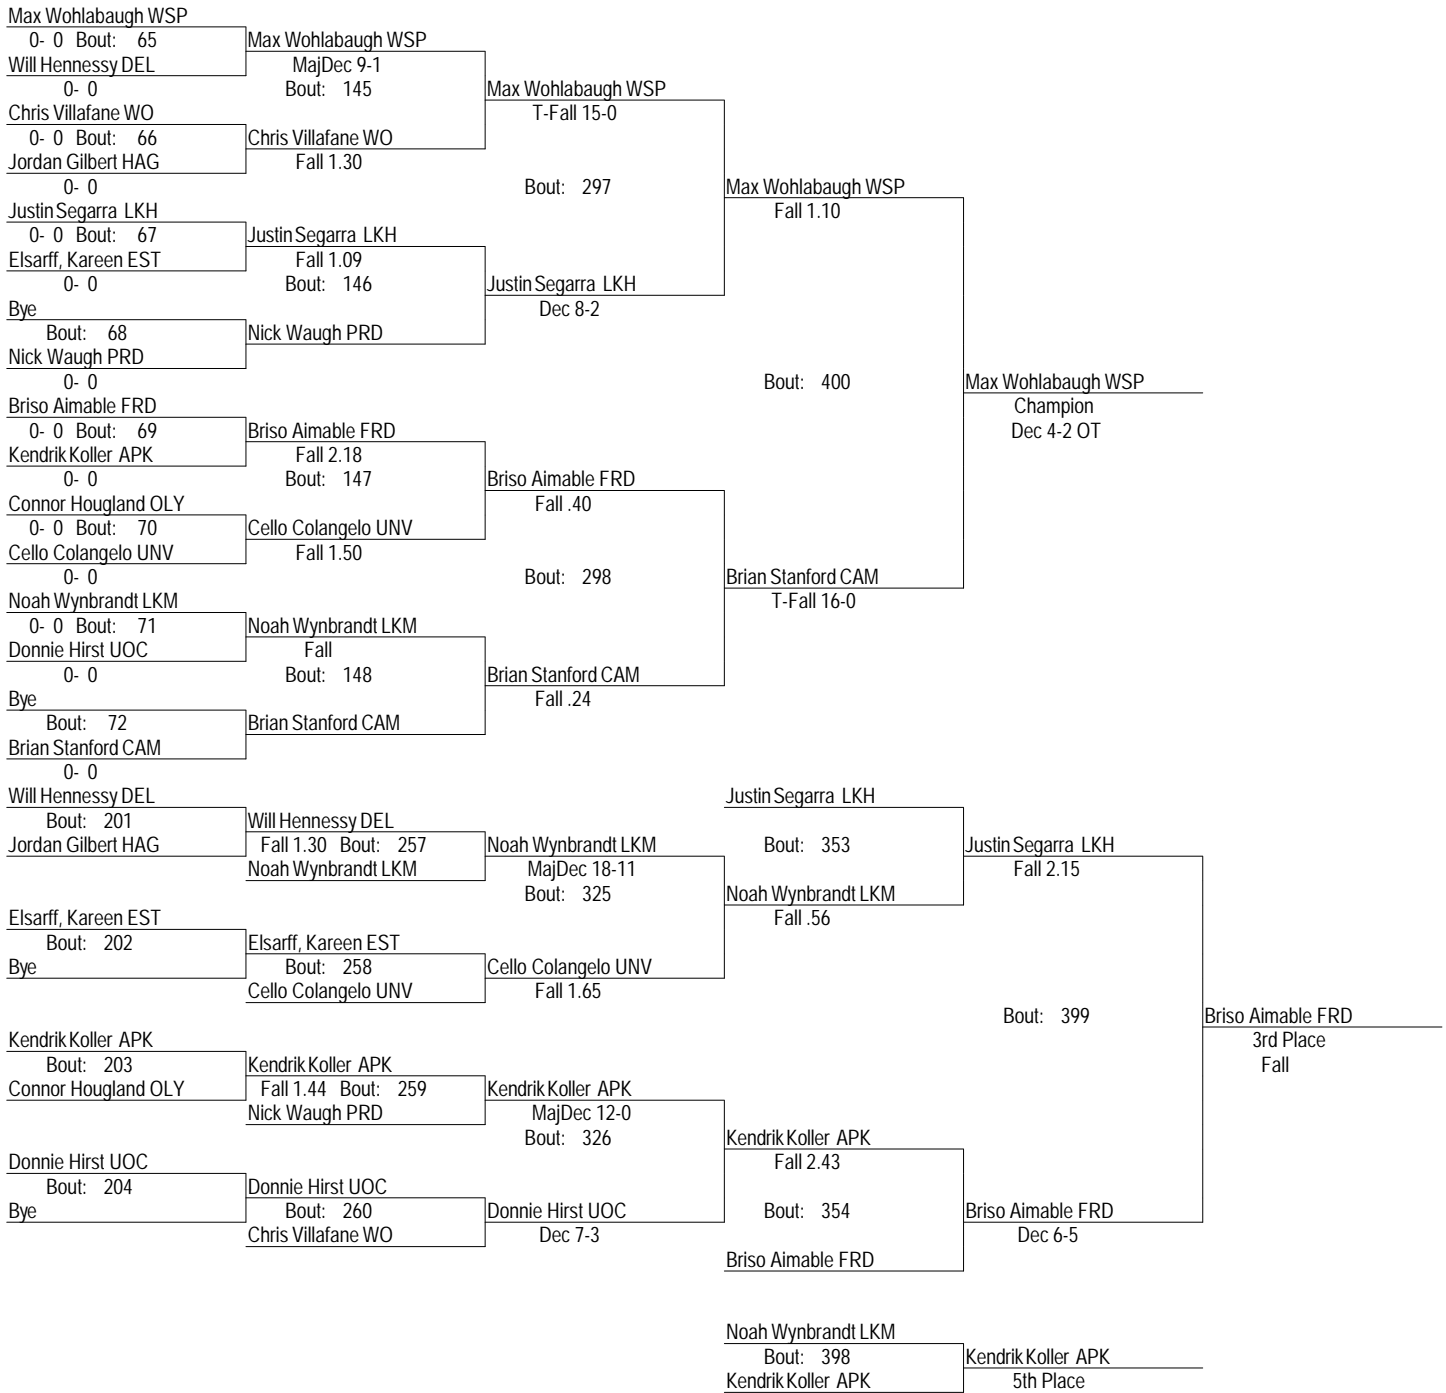 Max Wohlabaugh WSP
0- 0 Bout: 65
Max Wohlabaugh WSP
Will Hennessy DEL
MajDec 9-1
0- 0
Bout: 145
Max Wohlabaugh WSP
Chris Villafane WO
T-Fall 15-0
0- 0 Bout: 66
Chris Villafane WO
Jordan Gilbert HAG
Fall 1.30
0- 0
Bout: 297
Max Wohlabaugh WSP
Justin Segarra LKH
Fall 1.10
0- 0 Bout: 67
Justin Segarra LKH
Elsarff, Kareen EST
Fall 1.09
0- 0
Bout: 146
Justin Segarra LKH
Bye
Dec 8-2
Bout: 68
Nick Waugh PRD
Nick Waugh PRD
0- 0
Bout: 400
Max Wohlabaugh WSP
Briso Aimable FRD
Champion
0- 0 Bout: 69
Briso Aimable FRD
Dec 4-2 OT
Kendrik Koller APK
Fall 2.18
0- 0
Bout: 147
Briso Aimable FRD
Connor Hougland OLY
Fall .40
0- 0 Bout: 70
Cello Colangelo UNV
Cello Colangelo UNV
Fall 1.50
0- 0
Bout: 298
Brian Stanford CAM
Noah Wynbrandt LKM
T-Fall 16-0
0- 0 Bout: 71
Noah Wynbrandt LKM
Donnie Hirst UOC
Fall
0- 0
Bout: 148
Brian Stanford CAM
Bye
Fall .24
Bout: 72
Brian Stanford CAM
Brian Stanford CAM
0- 0
Will Hennessy DEL
Justin Segarra LKH
Bout: 201
Will Hennessy DEL
Jordan Gilbert HAG
Fall 1.30 Bout: 257
Noah Wynbrandt LKM
Bout: 353
Justin Segarra LKH
Noah Wynbrandt LKM
MajDec 18-11
Fall 2.15
Bout: 325
Noah Wynbrandt LKM
Elsarff, Kareen EST
Fall .56
Bout: 202
Elsarff, Kareen EST
Bye
Bout: 258
Cello Colangelo UNV
Cello Colangelo UNV
Fall 1.65
Bout: 399
Briso Aimable FRD
Kendrik Koller APK
3rd Place
Bout: 203
Kendrik Koller APK
Fall
Connor Hougland OLY
Fall 1.44 Bout: 259
Kendrik Koller APK
Nick Waugh PRD
MajDec 12-0
Bout: 326
Kendrik Koller APK
Donnie Hirst UOC
Fall 2.43
Bout: 204
Donnie Hirst UOC
Bye
Bout: 260
Donnie Hirst UOC
Bout: 354
Briso Aimable FRD
Chris Villafane WO
Dec 7-3
Dec 6-5
Briso Aimable FRD
Noah Wynbrandt LKM
Bout: 398
Kendrik Koller APK
Kendrik Koller APK
5th Place